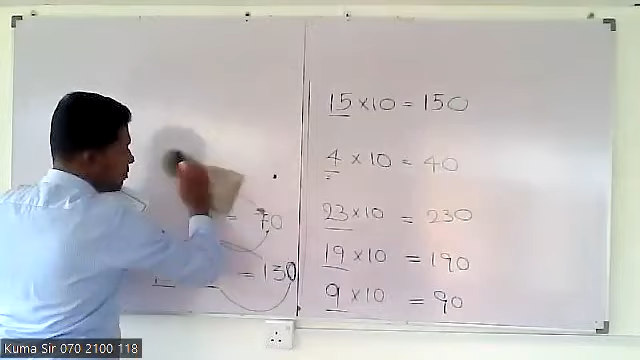 = 70
= 130
15 × 10 = 150
4 × 10 = 40
23 × 10 = 230
19 × 10 = 190
9 × 10 = 90
Kuma Sir 070 2100 118